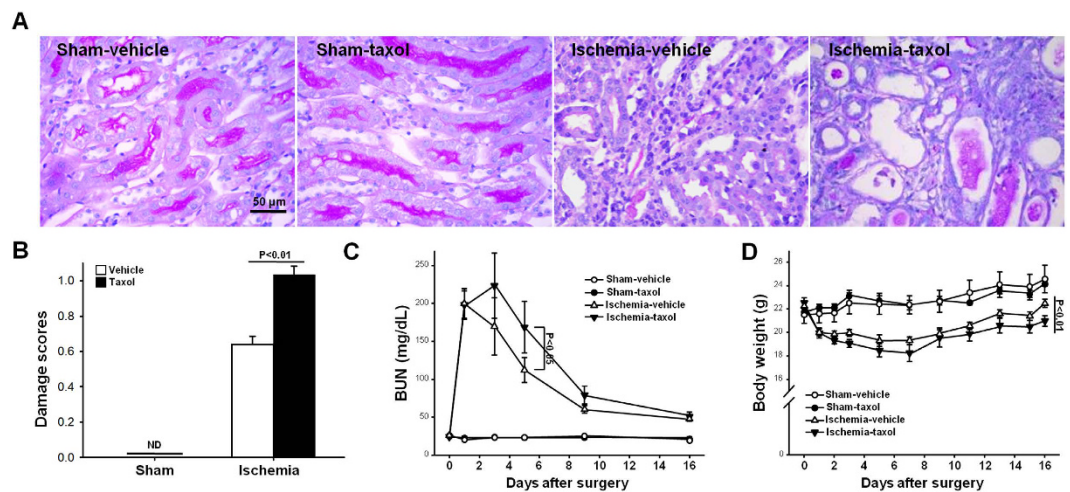 A
Sham-vehicle
Sham-taxol
Ischemia-vehicle
Ischemia-taxol
50 µm
B
Damage scores
1.0
0.8
0.6
0.4
0.2
0.0
Vehicle
Taxol
P<0.01
ND
Sham
Ischemia
C
BUN (mg/dL)
250
200
150
100
50
0
Sham-vehicle
Sham-taxol
Ischemia-vehicle
Ischemia-taxol
P<0.05
0 2 4 6 8 10 12 14 16
Days after surgery
D
Body weight (g)
26
24
22
20
18
16
0
P<0.01
Sham-vehicle
Sham-taxol
Ischemia-vehicle
Ischemia-taxol
0 2 4 6 8 10 12 14 16
Days after surgery